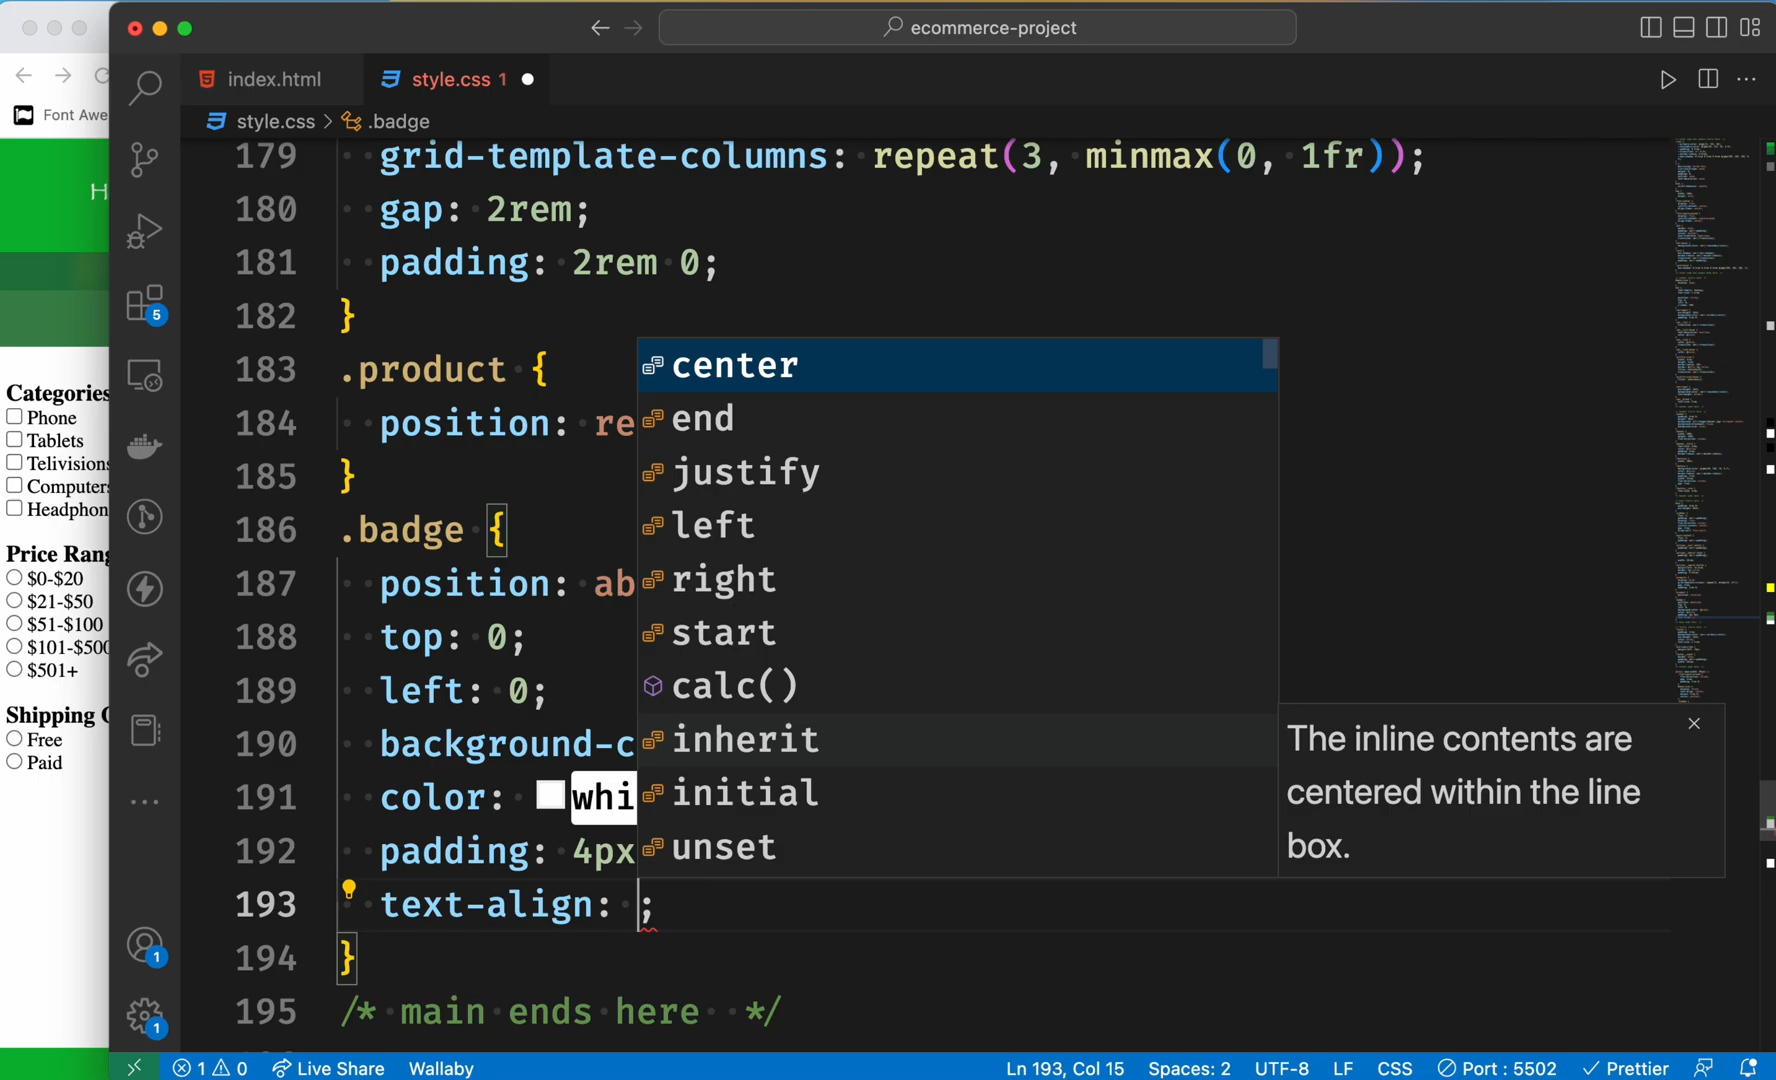 ecommerce-project
index.html
style.css 1
Font Awe
style.css > .badge
179 grid-template-columns: repeat(3, minmax(0, 1fr));
180 gap: 2rem;
181 padding: 2rem 0;
182 }
183 .product {
184 position: re
185 }
186 .badge {
187 position: ab
188 top: 0;
189 left: 0;
190 background-c
191 color: whi
192 padding: 4px
193 text-align: ;
194 }
195 /* main ends here */
center
end
justify
left
right
start
calc()
inherit
initial
unset
The inline contents are
centered within the line
box.
H
Categories
Phone
Tablets
Telivisions
Computers
Headphon
Price Rang
$0-$20
$21-$50
$51-$100
$101-$500
$501+
Shipping
Free
Paid
5
1
1
1 0 Live Share Wallaby Ln 193, Col 15 Spaces: 2 UTF-8 LF CSS Port : 5502 Prettier